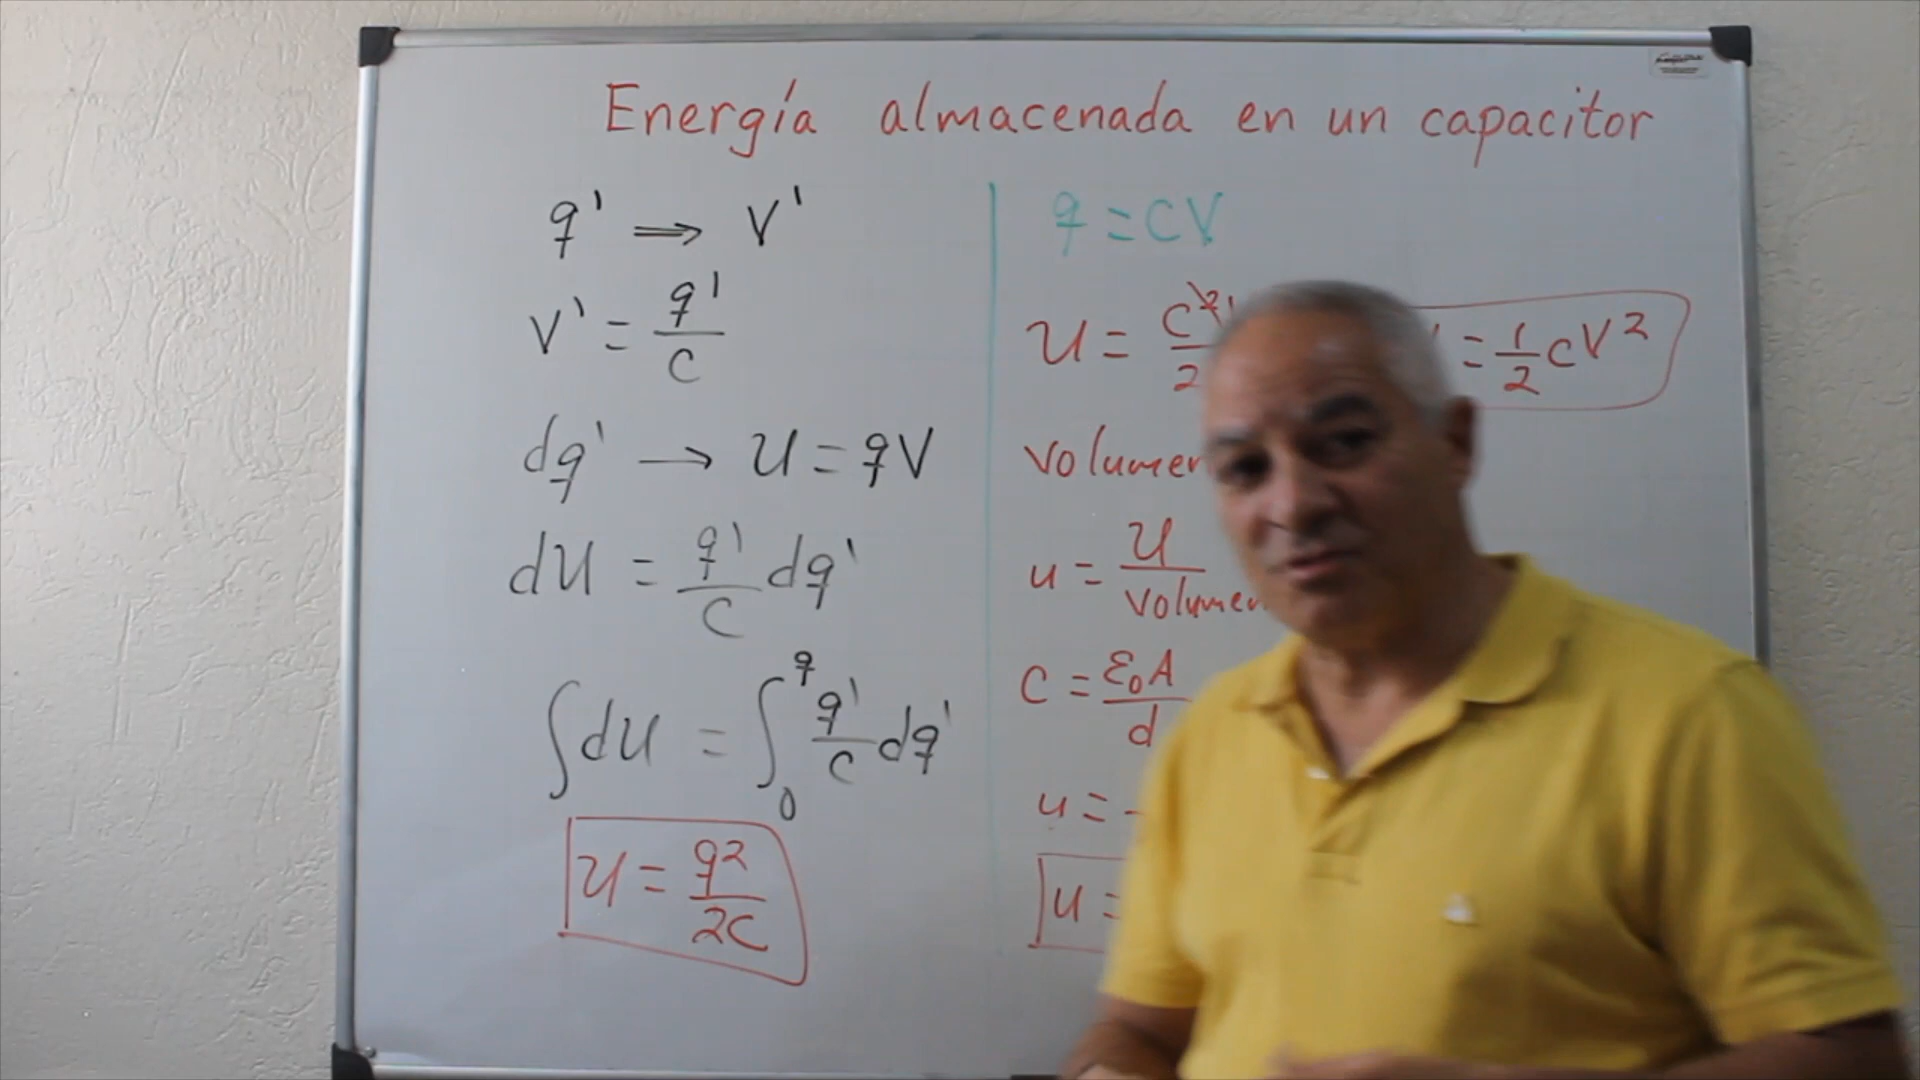 Energía almacenada en un capacitor
q' ⇒ V'
V' = q'/C
dq' → U = qV
dU = q'/C dq'
∫dU = ∫₀^q q'/C dq'
U = q²/2C
q = CV
U = = 1/2 CV²
u = U/Volumen
C = ε₀A/d
u =
u =